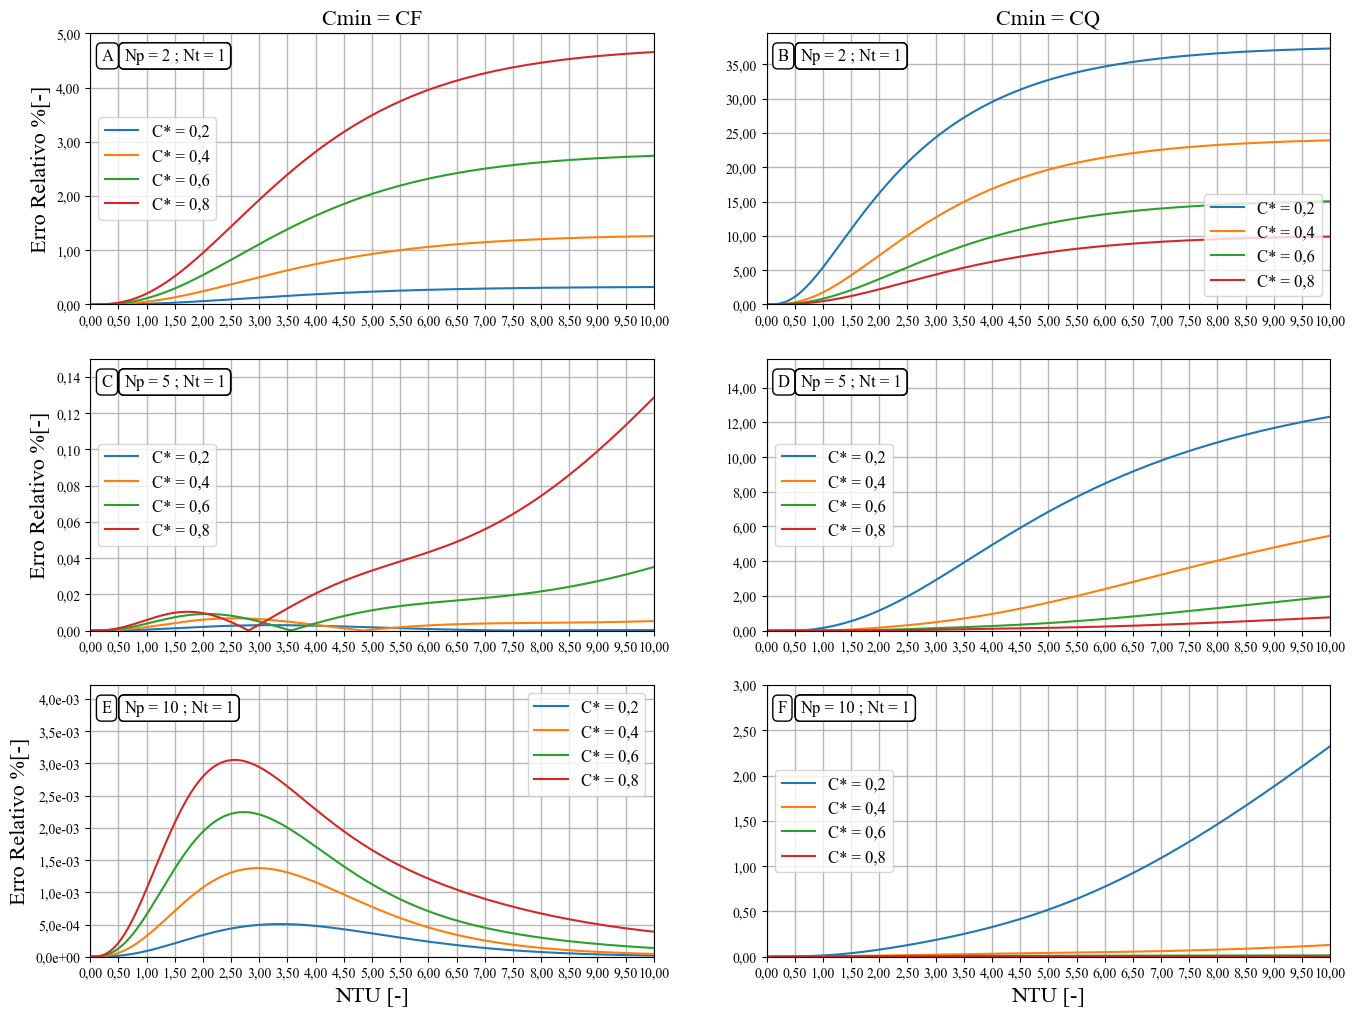 Cmin = CF
A Np = 2 ; Nt = 1
Erro Relativo %[-]
5,00
4,00
3,00
2,00
1,00
0,00
C* = 0,2
C* = 0,4
C* = 0,6
C* = 0,8
0,00 0,50 1,00 1,50 2,00 2,50 3,00 3,50 4,00 4,50 5,00 5,50 6,00 6,50 7,00 7,50 8,00 8,50 9,00 9,50 10,00
Cmin = CQ
B Np = 2 ; Nt = 1
35,00
30,00
25,00
20,00
15,00
10,00
5,00
0,00
C* = 0,2
C* = 0,4
C* = 0,6
C* = 0,8
0,00 0,50 1,00 1,50 2,00 2,50 3,00 3,50 4,00 4,50 5,00 5,50 6,00 6,50 7,00 7,50 8,00 8,50 9,00 9,50 10,00
C Np = 5 ; Nt = 1
Erro Relativo %[-]
0,14
0,12
0,10
0,08
0,06
0,04
0,02
0,00
C* = 0,2
C* = 0,4
C* = 0,6
C* = 0,8
0,00 0,50 1,00 1,50 2,00 2,50 3,00 3,50 4,00 4,50 5,00 5,50 6,00 6,50 7,00 7,50 8,00 8,50 9,00 9,50 10,00
D Np = 5 ; Nt = 1
14,00
12,00
10,00
8,00
6,00
4,00
2,00
0,00
C* = 0,2
C* = 0,4
C* = 0,6
C* = 0,8
0,00 0,50 1,00 1,50 2,00 2,50 3,00 3,50 4,00 4,50 5,00 5,50 6,00 6,50 7,00 7,50 8,00 8,50 9,00 9,50 10,00
E Np = 10 ; Nt = 1
Erro Relativo %[-]
4,0e-03
3,5e-03
3,0e-03
2,5e-03
2,0e-03
1,5e-03
1,0e-03
5,0e-04
0,0e+00
C* = 0,2
C* = 0,4
C* = 0,6
C* = 0,8
0,00 0,50 1,00 1,50 2,00 2,50 3,00 3,50 4,00 4,50 5,00 5,50 6,00 6,50 7,00 7,50 8,00 8,50 9,00 9,50 10,00
NTU [-]
F Np = 10 ; Nt = 1
3,00
2,50
2,00
1,50
1,00
0,50
0,00
C* = 0,2
C* = 0,4
C* = 0,6
C* = 0,8
0,00 0,50 1,00 1,50 2,00 2,50 3,00 3,50 4,00 4,50 5,00 5,50 6,00 6,50 7,00 7,50 8,00 8,50 9,00 9,50 10,00
NTU [-]